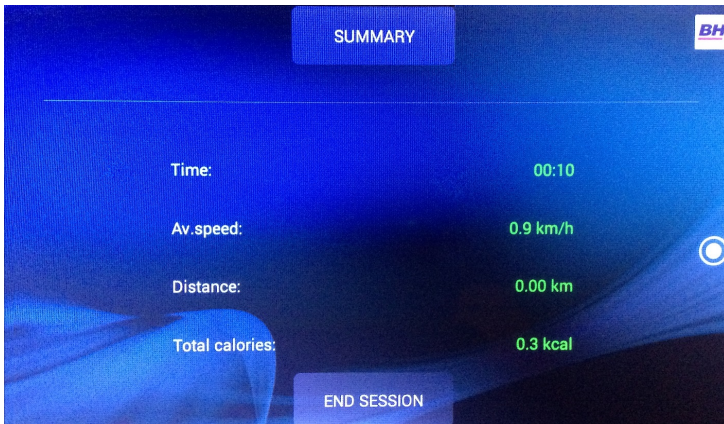 SUMMARY
BH
Time: 00:10
Av.speed: 0.9 km/h
Distance: 0.00 km
Total calories: 0.3 kcal
END SESSION